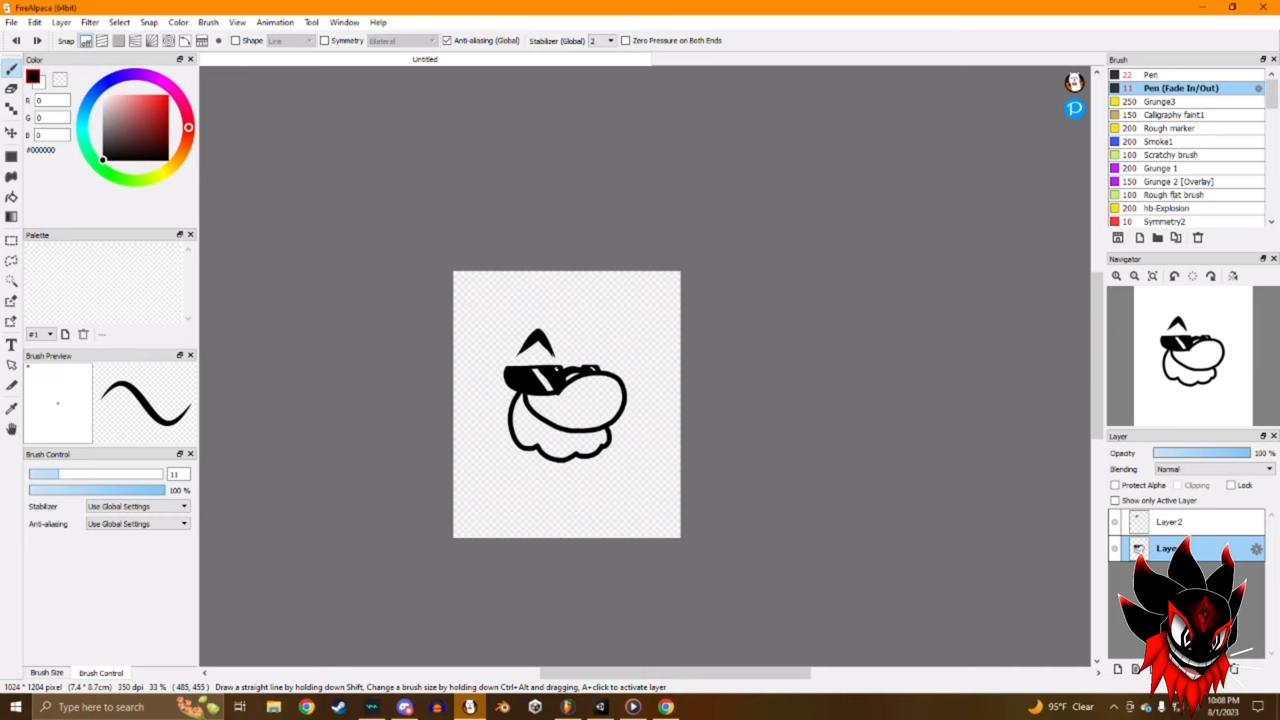 FireAlpaca (64bit)
File Edit Layer Filter Select Snap Color Brush View Animation Tool Window Help
Snap Shape Line Symmetry Bilateral Anti-aliasing (Global) Stabilizer (Global) 2 Zero Pressure on Both Ends
Color
Untitled
R 0
G 0
B 0
#000000
Palette
#1
Brush Preview
Brush Control
11
100 %
Stabilizer Use Global Settings
Anti-aliasing Use Global Settings
Brush Size Brush Control
Brush
22 Pen
11 Pen (Fade In/Out)
250 Grunge3
150 Calligraphy faint1
200 Rough marker
200 Smoke1
100 Scratchy brush
200 Grunge 1
150 Grunge 2 [Overlay]
100 Rough flat brush
200 hb-Explosion
10 Symmetry2
Navigator
Layer
Opacity 100 %
Blending Normal
Protect Alpha Clipping Lock
Show only Active Layer
Layer2
1024 * 1204 pixel (7.4 * 8.7cm) 350 dpi 33 % ( 485, 455) Draw a straight line by holding down Shift, Change a brush size by holding down Ctrl+Alt and dragging, A+click to activate layer
Type here to search
95°F Clear
10:08 PM
8/1/2023